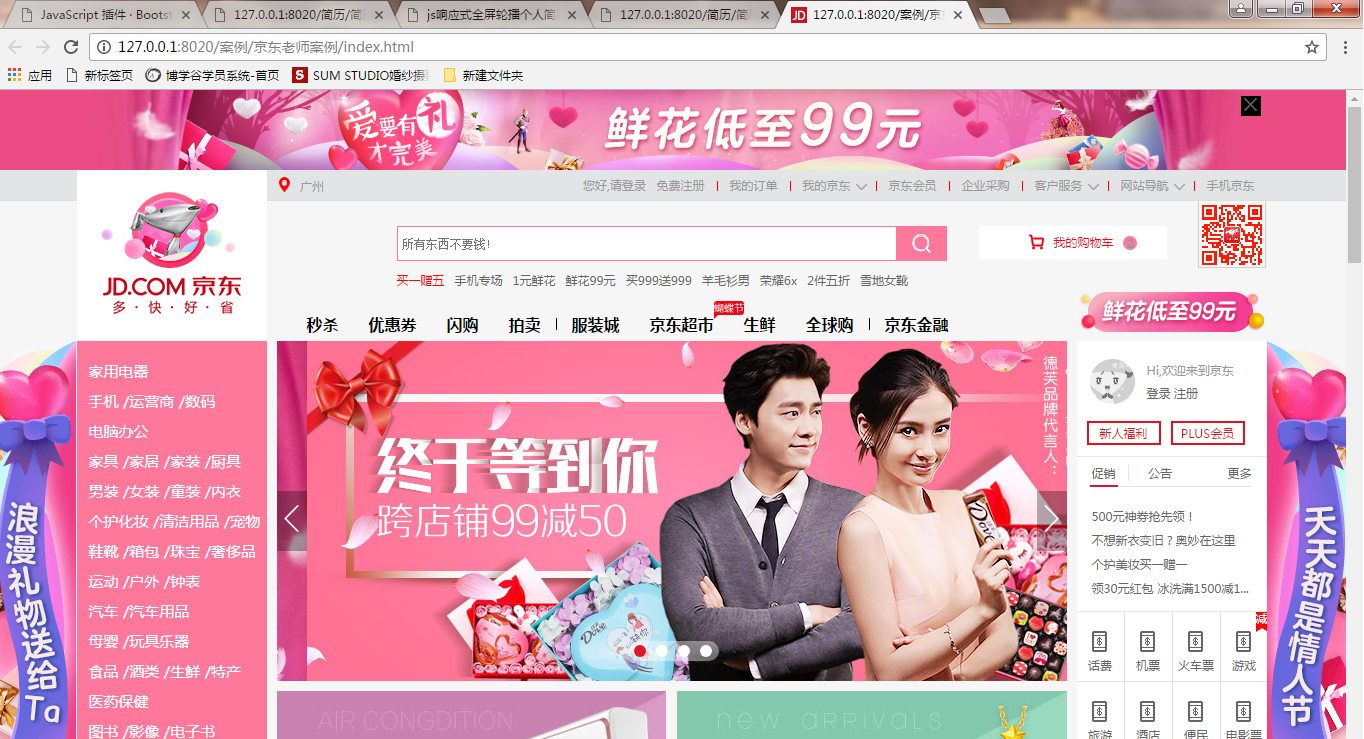 JavaScript 插件 · Bootst
127.0.0.1:8020/简历/简
js响应式全屏轮播个人简
127.0.0.1:8020/简历/简
JD 127.0.0.1:8020/案例/京
127.0.0.1:8020/案例/京东老师案例/index.html
应用 新标签页 博学谷学员系统-首页 S SUM STUDIO婚纱摄 新建文件夹
爱要有礼
才完美
鲜花低至99元
广州
您好,请登录 免费注册 我的订单 我的京东 京东会员 企业采购 客户服务 网站导航 手机京东
JD.COM 京东
多·快·好·省
所有东西不要钱!
我的购物车 2
买一赠五 手机专场 1元鲜花 鲜花99元 买999送999 羊毛衫男 荣耀6x 2件五折 雪地女靴
蝴蝶节
秒杀 优惠券 闪购 拍卖 服装城 京东超市 生鲜 全球购 京东金融
鲜花低至99元
家用电器
手机 /运营商 /数码
电脑办公
家具 /家居 /家装 /厨具
男装 /女装 /童装 /内衣
个护化妆 /清洁用品 /宠物
鞋靴 /箱包 /珠宝 /奢侈品
运动 /户外 /钟表
汽车 /汽车用品
母婴 /玩具乐器
食品 /酒类 /生鲜 /特产
医药保健
图书 /影像 /电子书
浪漫礼物送给Ta
终于等到你
跨店铺99减50
德芙品牌代言人：
Dove
AIR CONGDITION
new arrivals
Hi,欢迎来到京东
登录 注册
新人福利 PLUS会员
促销 公告 更多
500元神券抢先领！
不想新衣变旧？奥妙在这里
个护美妆买一赠一
领30元红包 冰洗满1500减1...
减
话费 机票 火车票 游戏
旅游 酒店 便民 电影票
天天都是情人节